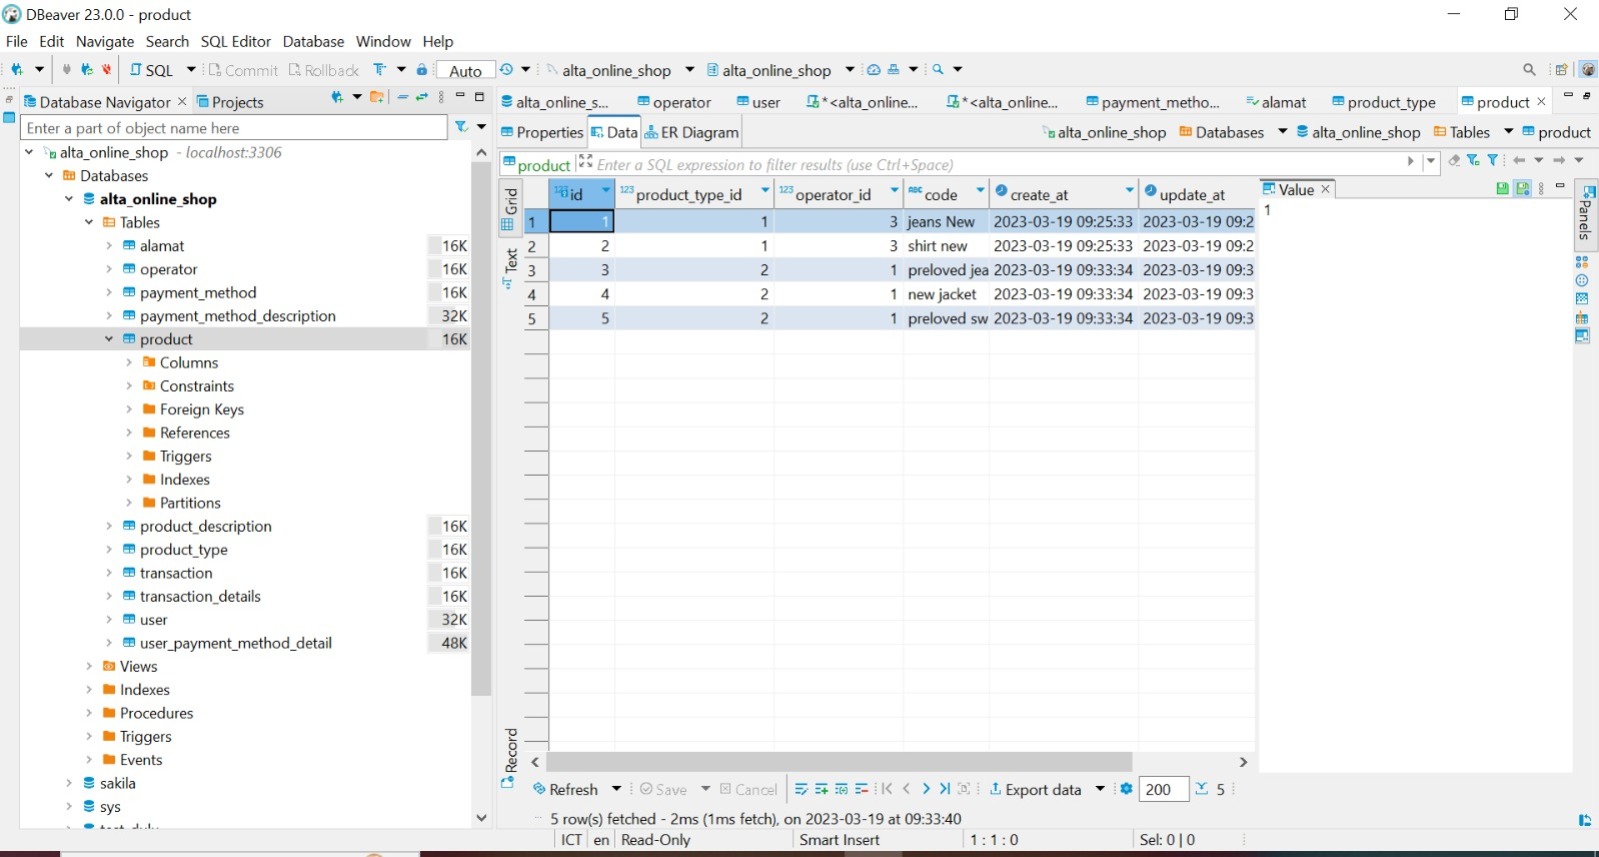 DBeaver 23.0.0 - product
File Edit Navigate Search SQL Editor Database Window Help
SQL Commit Rollback Auto alta_online_shop alta_online_shop
Database Navigator Projects
Enter a part of object name here
alta_online_shop - localhost:3306
Databases
alta_online_shop
Tables
alamat 16K
operator 16K
payment_method 16K
payment_method_description 32K
product 16K
Columns
Constraints
Foreign Keys
References
Triggers
Indexes
Partitions
product_description 16K
product_type 16K
transaction 16K
transaction_details 16K
user 32K
user_payment_method_detail 48K
Views
Indexes
Procedures
Triggers
Events
sakila
sys
alta_online_s... operator user *<alta_online... *<alta_online... payment_metho... alamat product_type product
Properties Data ER Diagram alta_online_shop Databases alta_online_shop Tables product
product Enter a SQL expression to filter results (use Ctrl+Space)
Grid
Text
Record
123 id 123 product_type_id 123 operator_id ABC code create_at update_at
1 1 1 3 jeans New 2023-03-19 09:25:33 2023-03-19 09:2
2 2 1 3 shirt new 2023-03-19 09:25:33 2023-03-19 09:2
3 3 2 1 preloved jea 2023-03-19 09:33:34 2023-03-19 09:3
4 4 2 1 new jacket 2023-03-19 09:33:34 2023-03-19 09:3
5 5 2 1 preloved sw 2023-03-19 09:33:34 2023-03-19 09:3
Value
1
Panels
Refresh Save Cancel Export data 200 5
5 row(s) fetched - 2ms (1ms fetch), on 2023-03-19 at 09:33:40
ICT en Read-Only Smart Insert 1 : 1 : 0 Sel: 0 | 0